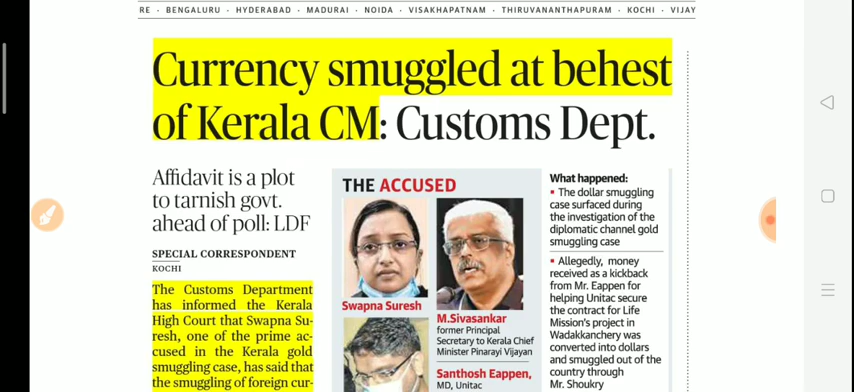 RE · BENGALURU · HYDERABAD · MADURAI · NOIDA · VISAKHAPATNAM · THIRUVANANTHAPURAM · KOCHI · VIJAY
Currency smuggled at behest
of Kerala CM: Customs Dept.
Affidavit is a plot
to tarnish govt.
ahead of poll: LDF
SPECIAL CORRESPONDENT
KOCHI
The Customs Department
has informed the Kerala
High Court that Swapna Su-
resh, one of the prime ac-
cused in the Kerala gold
smuggling case, has said that
the smuggling of foreign cur-
THE ACCUSED
Swapna Suresh
M.Sivasankar
former Principal
Secretary to Kerala Chief
Minister Pinarayi Vijayan
Santhosh Eappen,
MD, Unitac
What happened:
▪ The dollar smuggling
case surfaced during
the investigation of the
diplomatic channel gold
smuggling case
▪ Allegedly, money
received as a kickback
from Mr. Eappen for
helping Unitac secure
the contract for Life
Mission's project in
Wadakkanchery was
converted into dollars
and smuggled out of the
country through
Mr. Shoukry